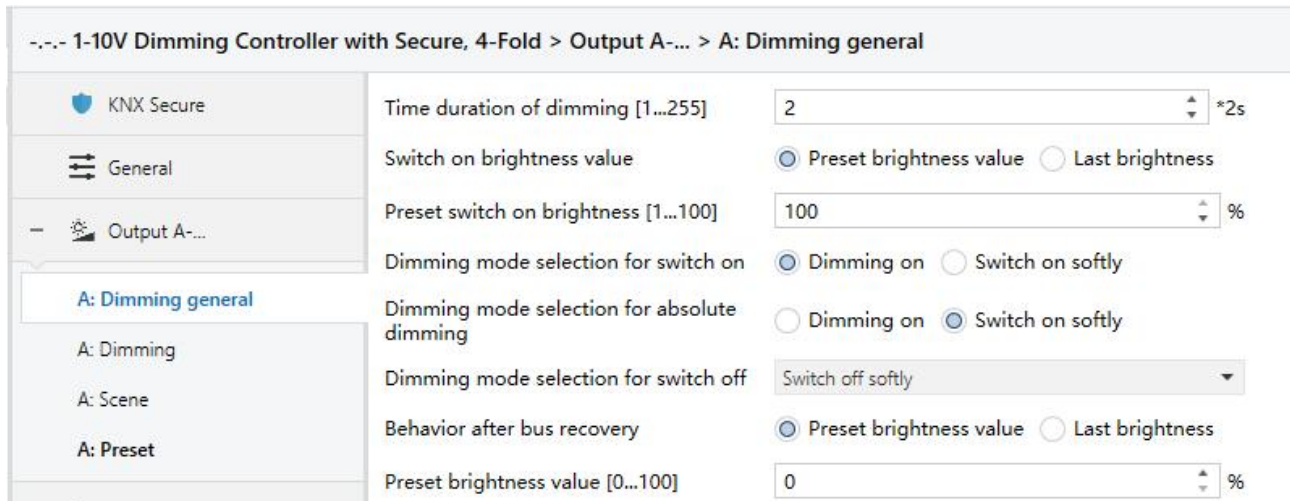 -.-.- 1-10V Dimming Controller with Secure, 4-Fold > Output A-... > A: Dimming general
KNX Secure
General
Output A-...
A: Dimming general
A: Dimming
A: Scene
A: Preset
Time duration of dimming [1...255]
2
*2s
Switch on brightness value
Preset brightness value
Last brightness
Preset switch on brightness [1...100]
100
%
Dimming mode selection for switch on
Dimming on
Switch on softly
Dimming mode selection for absolute
dimming
Dimming on
Switch on softly
Dimming mode selection for switch off
Switch off softly
Behavior after bus recovery
Preset brightness value
Last brightness
Preset brightness value [0...100]
0
%